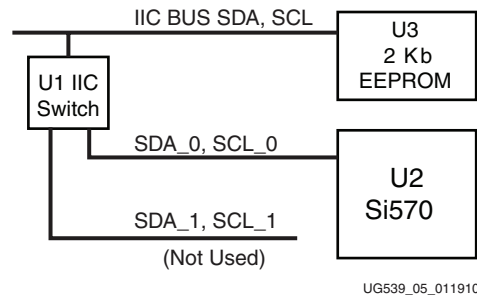 IIC BUS SDA, SCL
U3
2 Kb
EEPROM
U1 IIC
Switch
SDA_0, SCL_0
U2
Si570
SDA_1, SCL_1
(Not Used)
UG539_05_011910